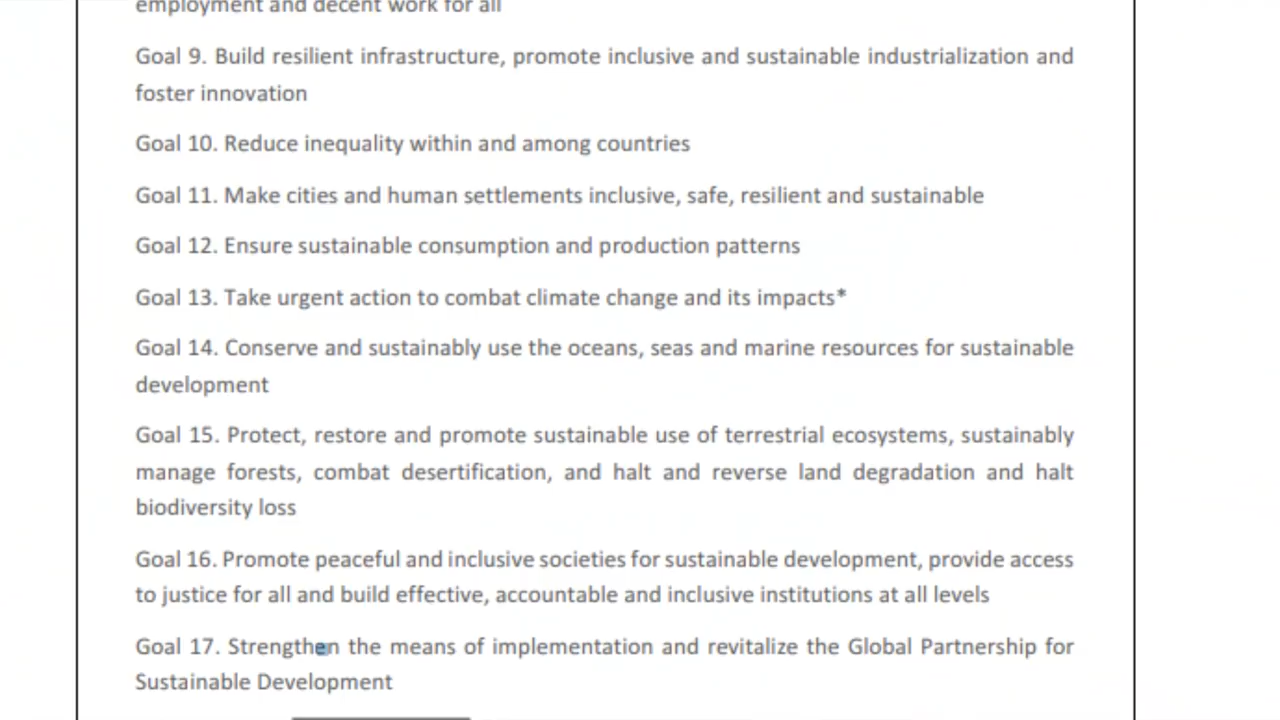 employment and decent work for all
Goal 9. Build resilient infrastructure, promote inclusive and sustainable industrialization and
foster innovation
Goal 10. Reduce inequality within and among countries
Goal 11. Make cities and human settlements inclusive, safe, resilient and sustainable
Goal 12. Ensure sustainable consumption and production patterns
Goal 13. Take urgent action to combat climate change and its impacts*
Goal 14. Conserve and sustainably use the oceans, seas and marine resources for sustainable
development
Goal 15. Protect, restore and promote sustainable use of terrestrial ecosystems, sustainably
manage forests, combat desertification, and halt and reverse land degradation and halt
biodiversity loss
Goal 16. Promote peaceful and inclusive societies for sustainable development, provide access
to justice for all and build effective, accountable and inclusive institutions at all levels
Goal 17. Strengthen the means of implementation and revitalize the Global Partnership for
Sustainable Development